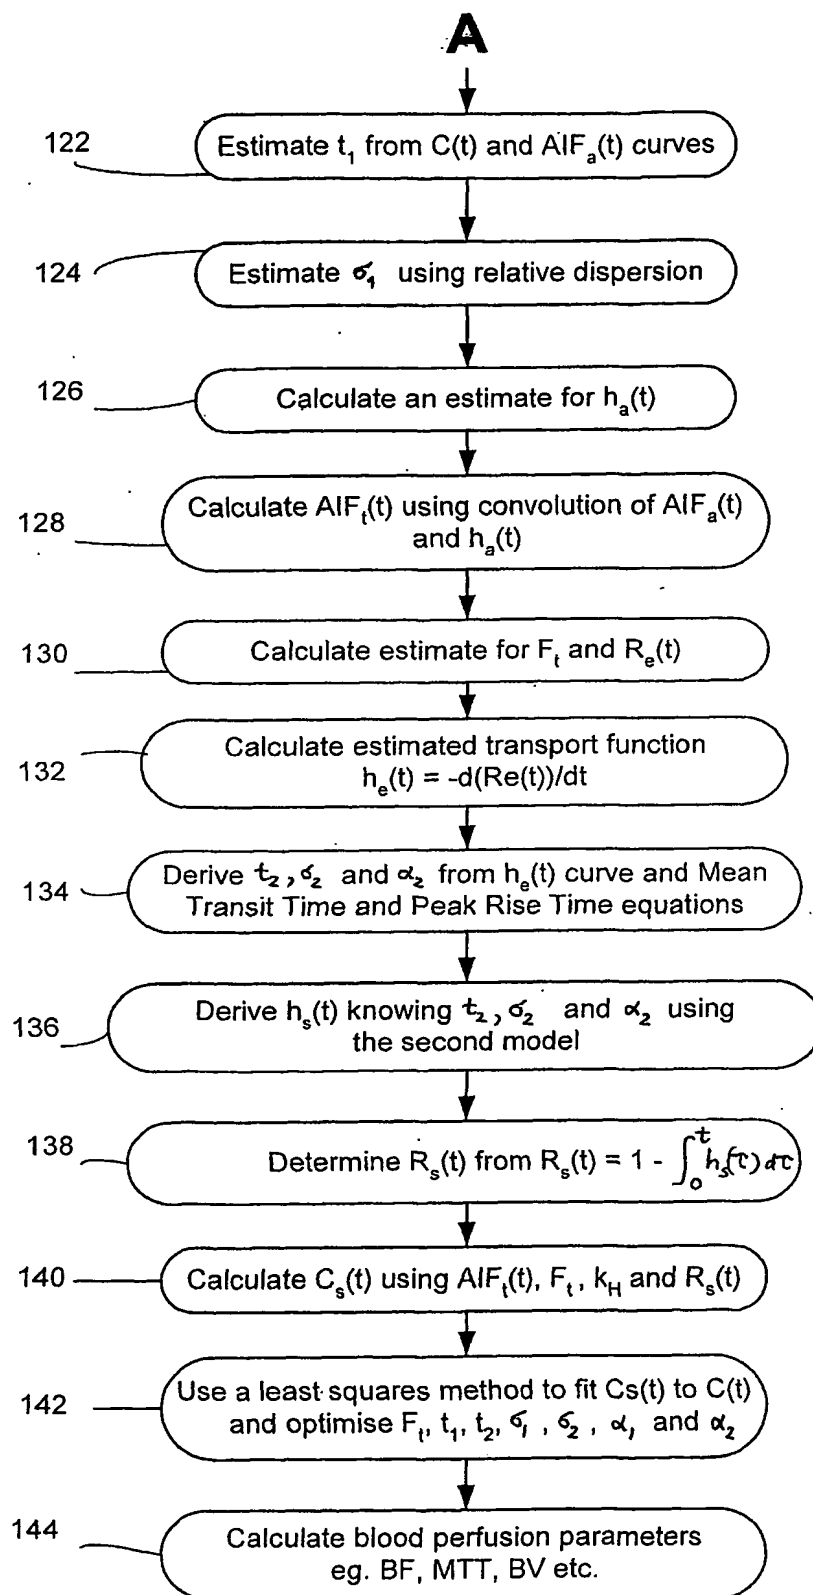 A
122
Estimate t₁ from C(t) and AIFₐ(t) curves
124
Estimate σ₁ using relative dispersion
126
Calculate an estimate for hₐ(t)
128
Calculate AIFₜ(t) using convolution of AIFₐ(t)
and hₐ(t)
130
Calculate estimate for Fₜ and Rₑ(t)
132
Calculate estimated transport function
hₑ(t) = -d(Re(t))/dt
134
Derive t₂, σ₂ and α₂ from hₑ(t) curve and Mean
Transit Time and Peak Rise Time equations
136
Derive hₛ(t) knowing t₂, σ₂ and α₂ using
the second model
138
Determine Rₛ(t) from Rₛ(t) = 1 - ∫₀ᵗ hₛ(τ) dτ
140
Calculate Cₛ(t) using AIFₜ(t), Fₜ, k_H and Rₛ(t)
142
Use a least squares method to fit Cs(t) to C(t)
and optimise Fₜ, t₁, t₂, σ₁, σ₂, α₁ and α₂
144
Calculate blood perfusion parameters
eg. BF, MTT, BV etc.